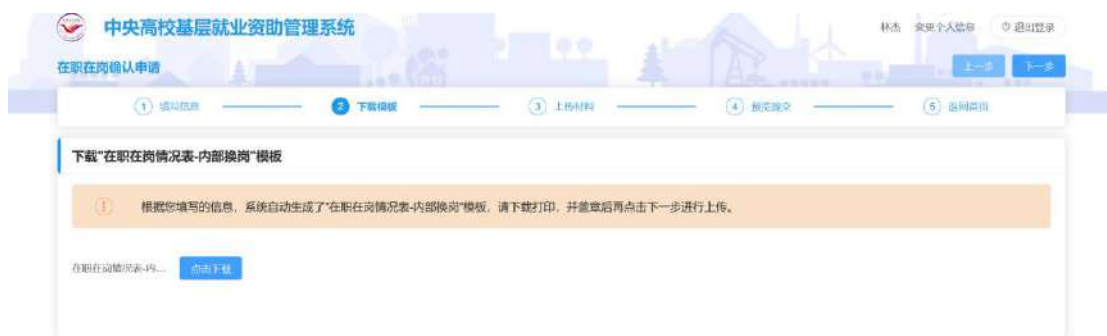 中央高校基层就业资助管理系统
林杰 变更个人信息 退出登录
在职在岗确认申请
上一步 下一步
1 填写信息 2 下载模板 3 上传材料 4 预览提交 5 返回首页
下载"在职在岗情况表-内部换岗"模板
根据您填写的信息，系统自动生成了"在职在岗情况表-内部换岗"模板，请下载打印，并盖章后再点击下一步进行上传。
在职在岗情况表-内... 点击下载